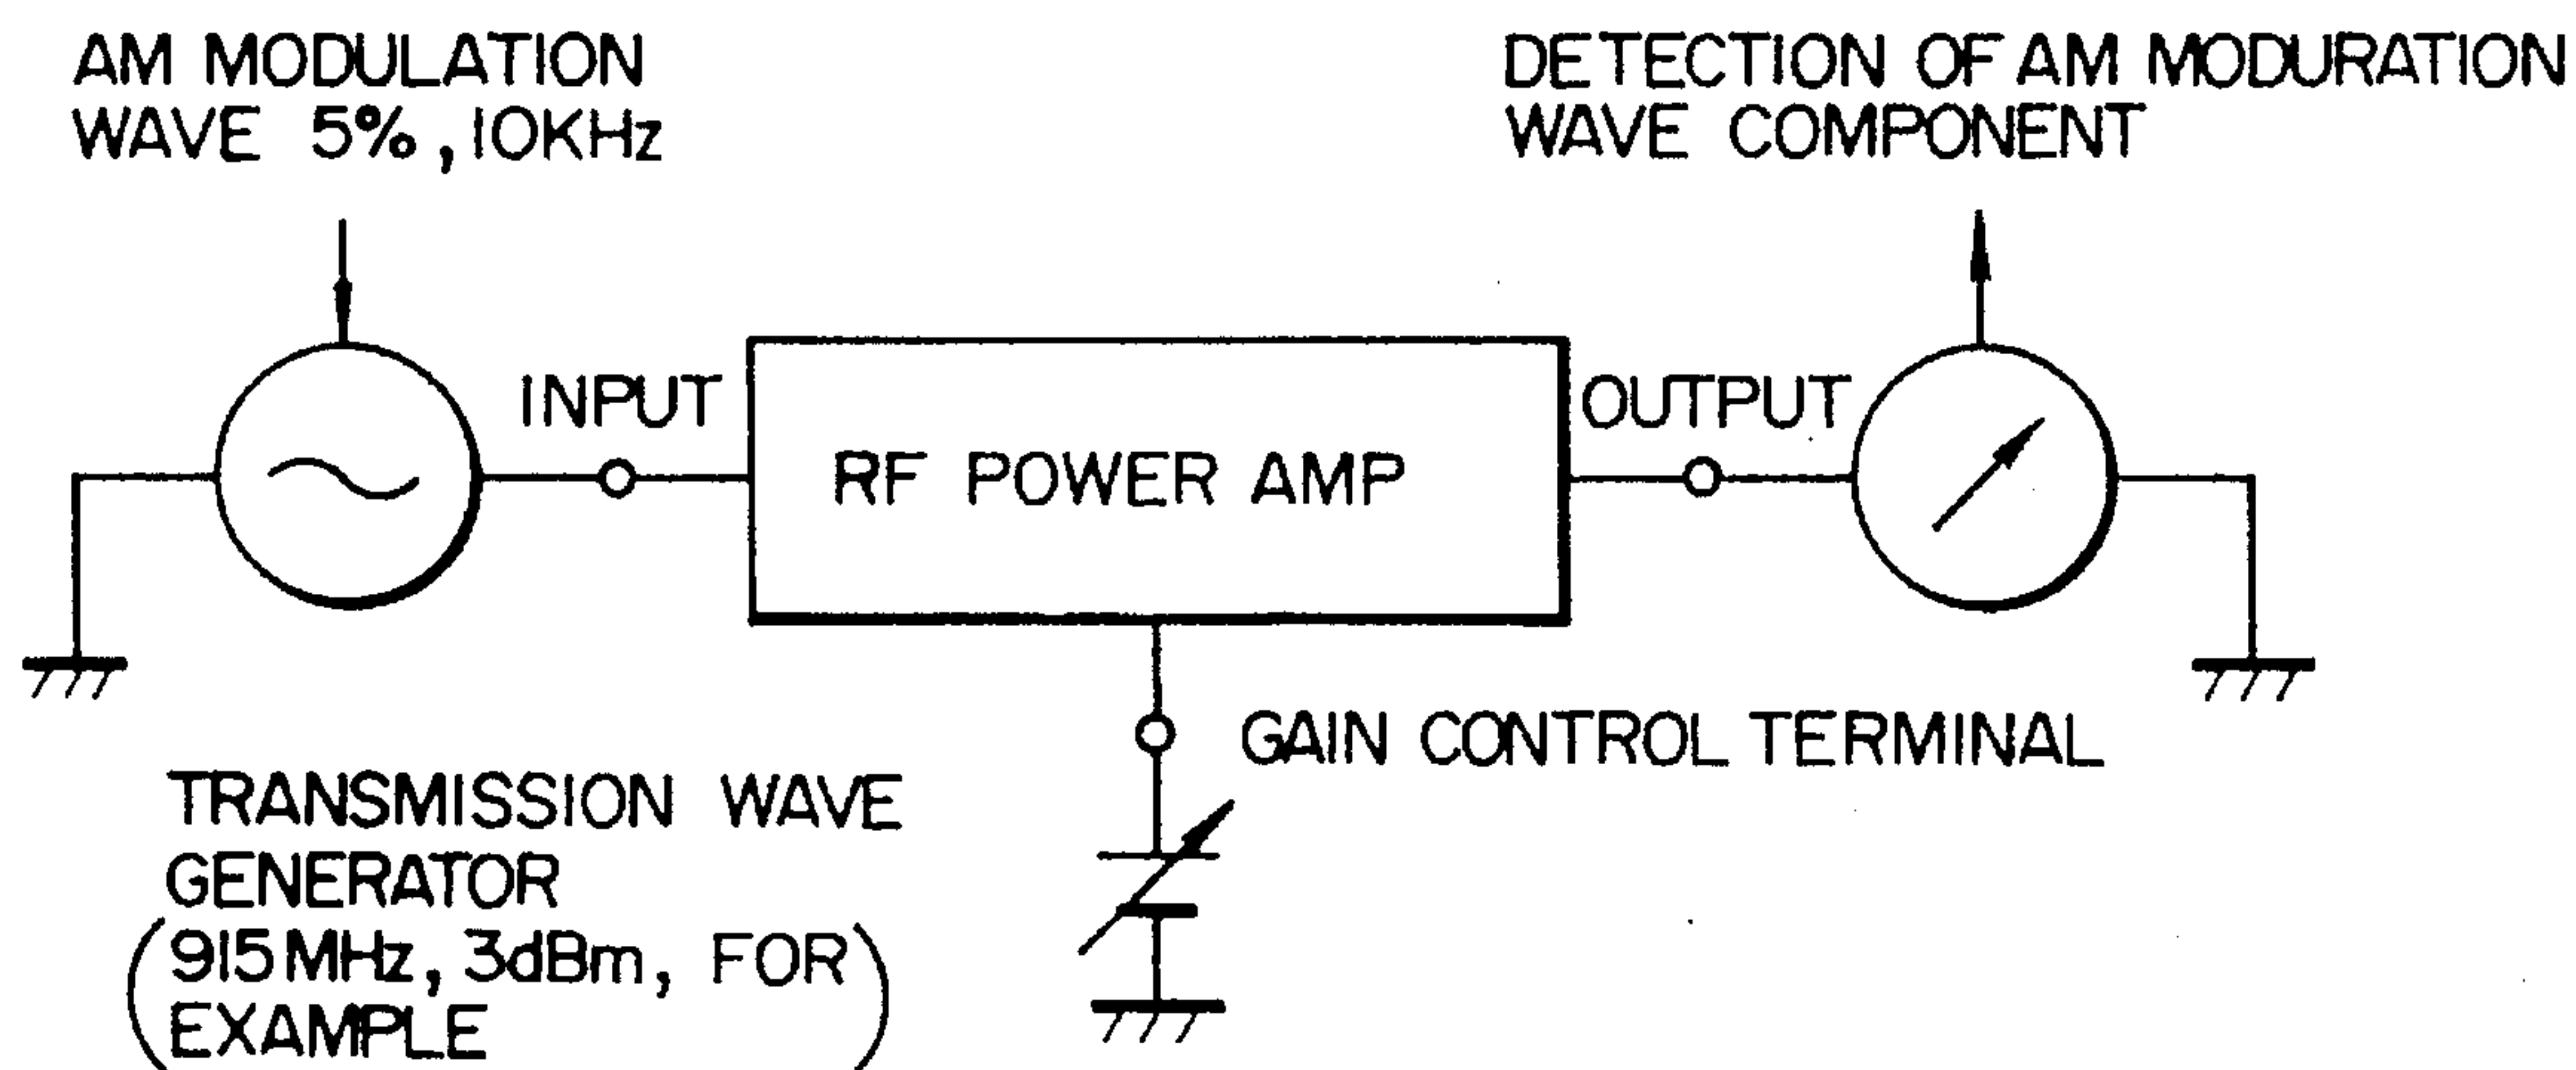 AM MODULATION
WAVE 5%, 10KHz
DETECTION OF AM MODURATION
WAVE COMPONENT
INPUT
RF POWER AMP
OUTPUT
GAIN CONTROL TERMINAL
TRANSMISSION WAVE
GENERATOR
(915MHz, 3dBm, FOR
EXAMPLE)